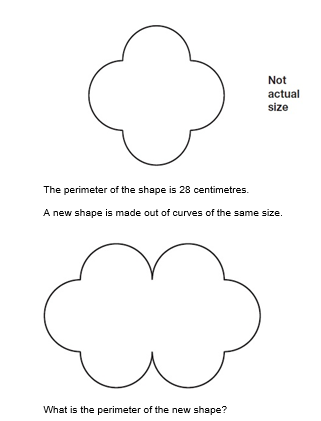 Not
actual
size
The perimeter of the shape is 28 centimetres.
A new shape is made out of curves of the same size.
What is the perimeter of the new shape?